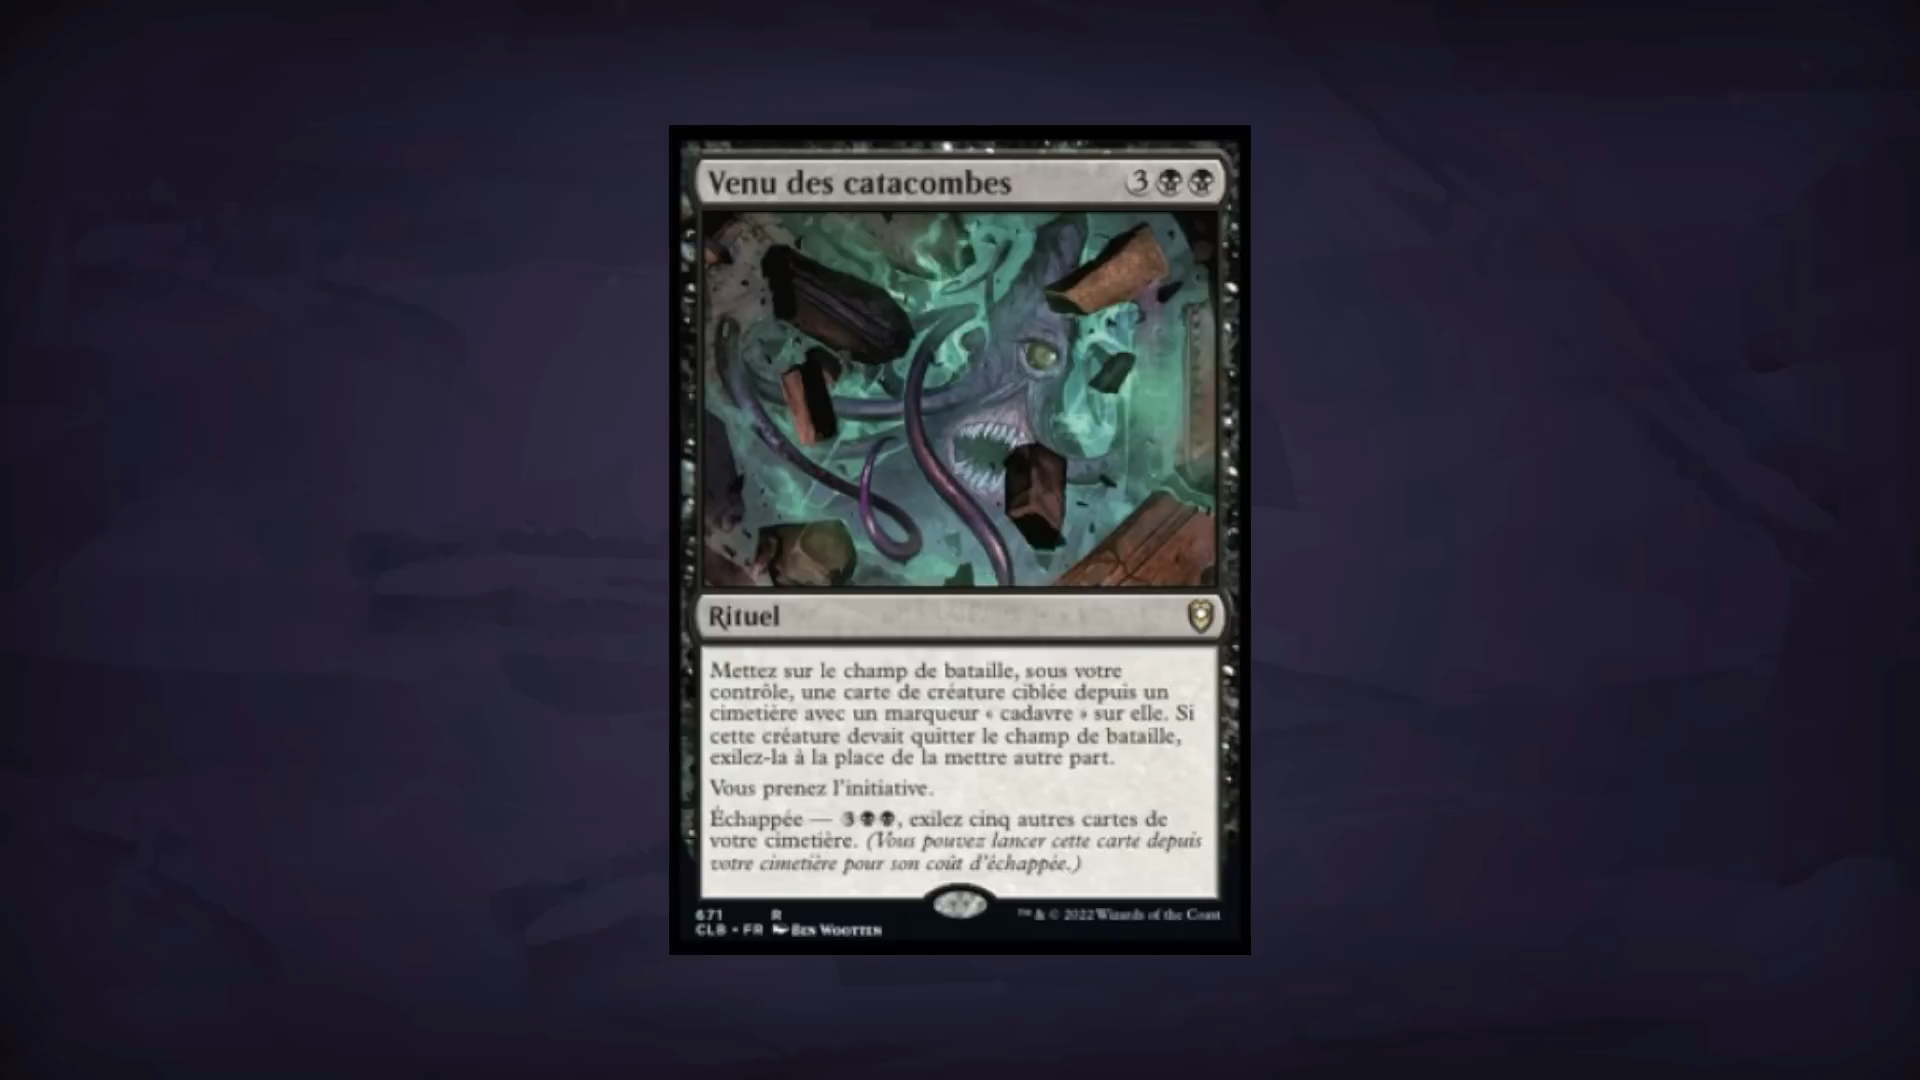 Venu des catacombes 3
Rituel
Mettez sur le champ de bataille, sous votre
contrôle, une carte de créature ciblée depuis un
cimetière avec un marqueur « cadavre » sur elle. Si
cette créature devait quitter le champ de bataille,
exilez-la à la place de la mettre autre part.
Vous prenez l'initiative.
Échappée — 3, exilez cinq autres cartes de
votre cimetière. (Vous pouvez lancer cette carte depuis
votre cimetière pour son coût d'échappée.)
671 R
™ & © 2022 Wizards of the Coast
CLB • FR Ben Wootten